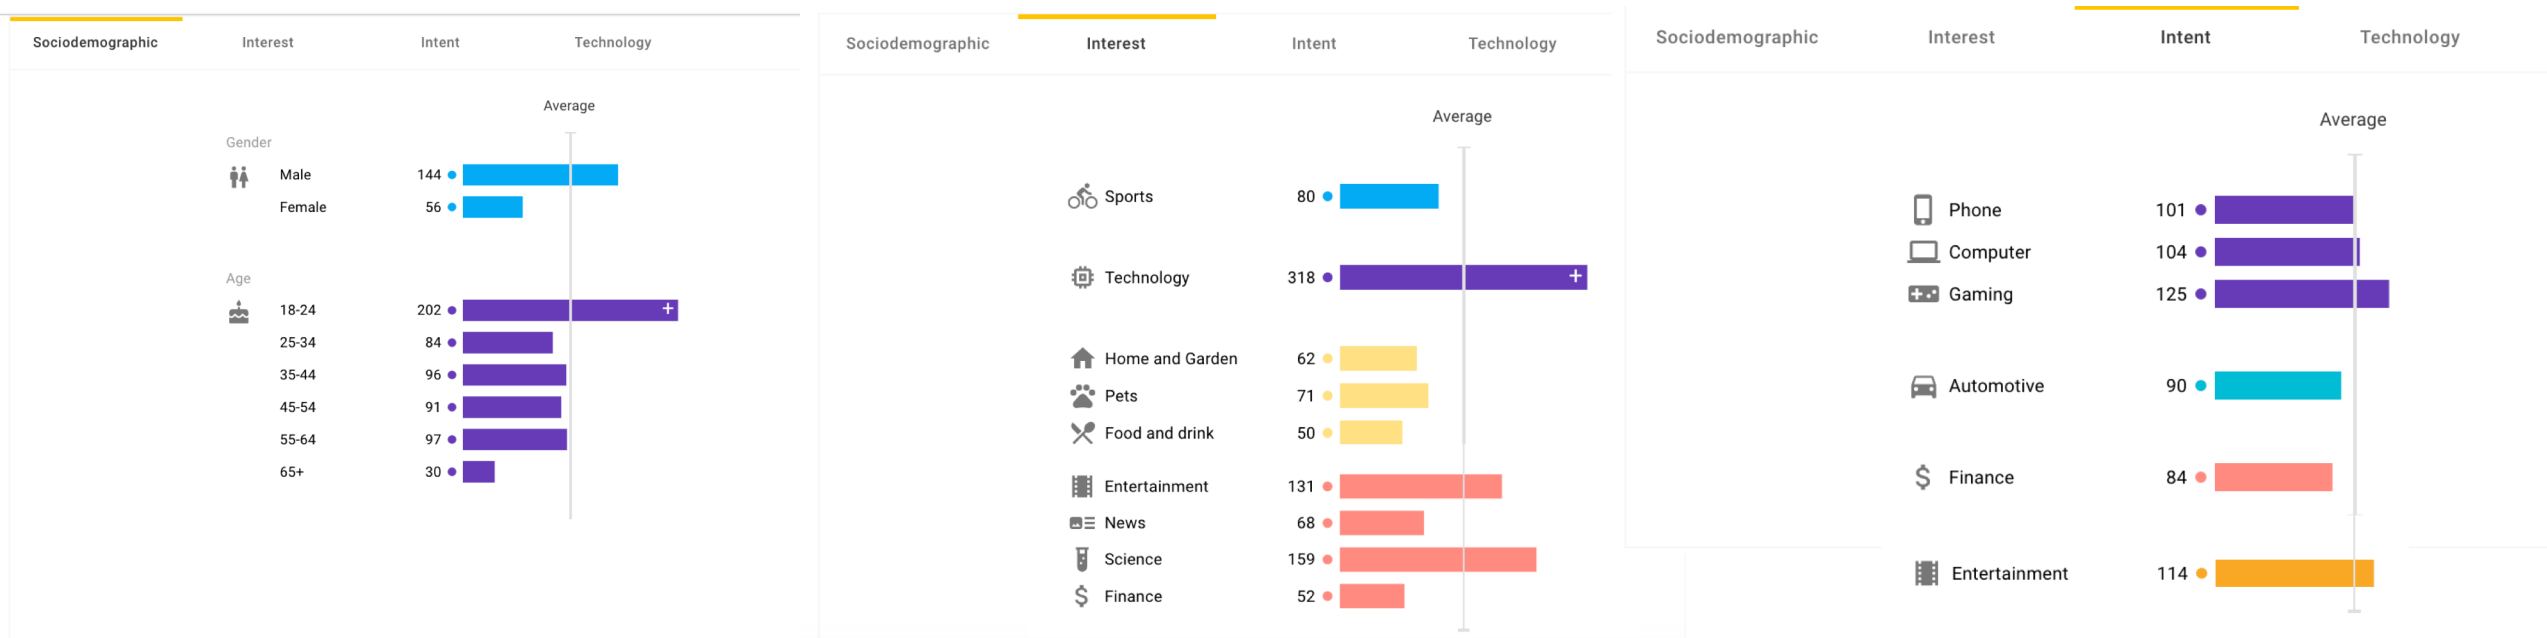 Sociodemographic Interest Intent Technology
Average
Gender
Male 144
Female 56
Age
18-24 202 +
25-34 84
35-44 96
45-54 91
55-64 97
65+ 30
Sociodemographic Interest Intent Technology
Average
Sports 80
Technology 318 +
Home and Garden 62
Pets 71
Food and drink 50
Entertainment 131
News 68
Science 159
$ Finance 52
Sociodemographic Interest Intent Technology
Average
Phone 101
Computer 104
Gaming 125
Automotive 90
$ Finance 84
Entertainment 114